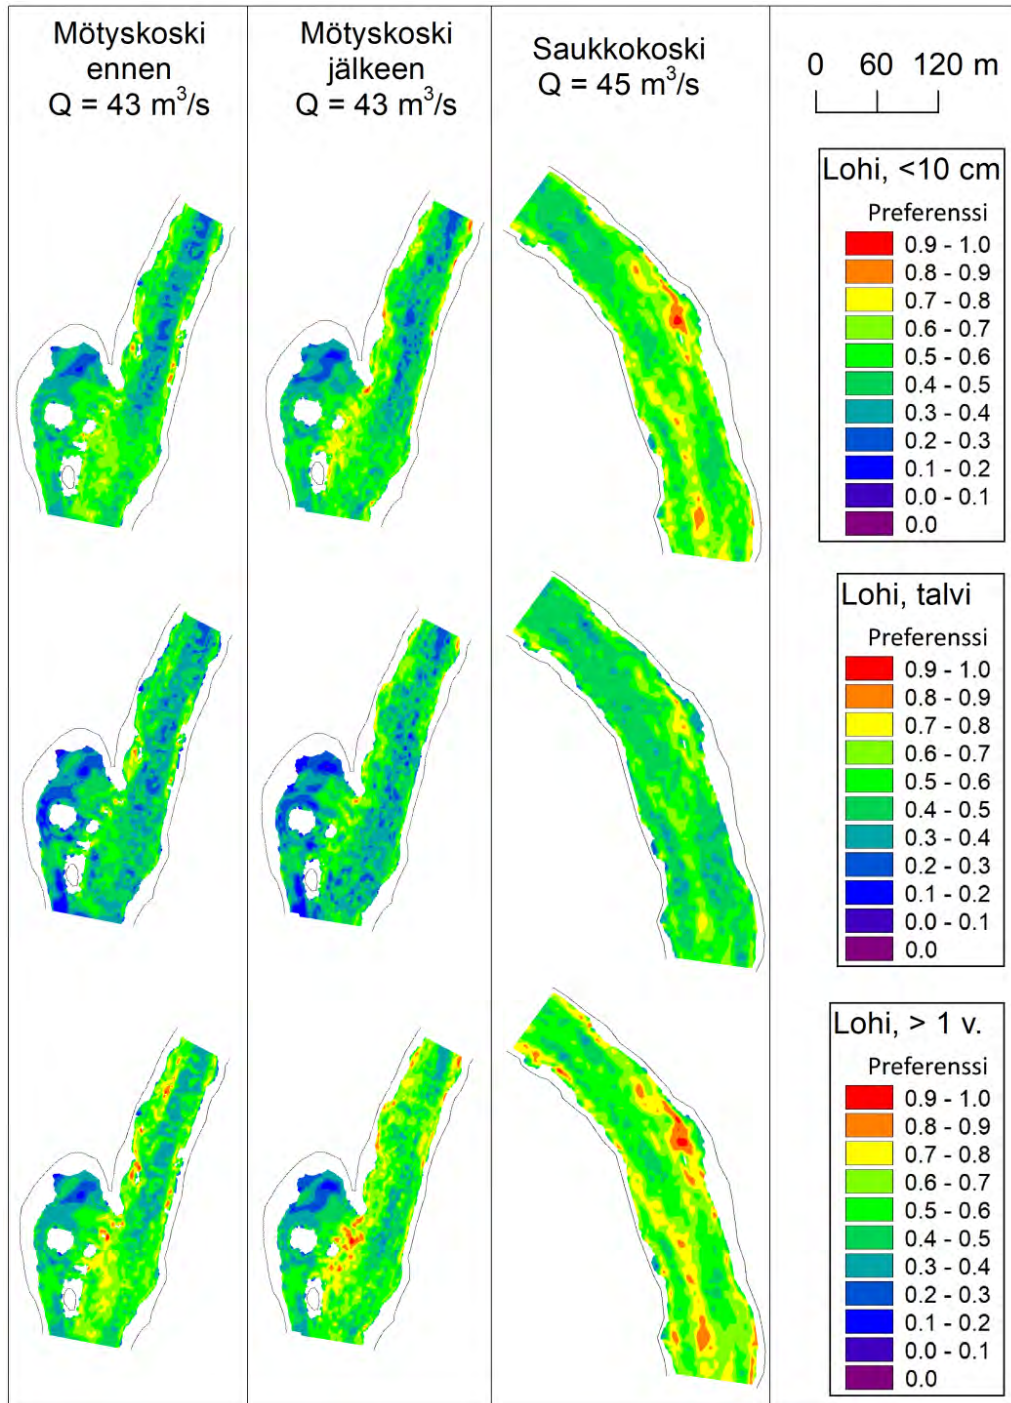 Mötyskoski
ennen
Q = 43 m³/s
Mötyskoski
jälkeen
Q = 43 m³/s
Saukkokoski
Q = 45 m³/s
0 60 120 m
Lohi, <10 cm
Preferenssi
0.9 - 1.0
0.8 - 0.9
0.7 - 0.8
0.6 - 0.7
0.5 - 0.6
0.4 - 0.5
0.3 - 0.4
0.2 - 0.3
0.1 - 0.2
0.0 - 0.1
0.0
Lohi, talvi
Preferenssi
0.9 - 1.0
0.8 - 0.9
0.7 - 0.8
0.6 - 0.7
0.5 - 0.6
0.4 - 0.5
0.3 - 0.4
0.2 - 0.3
0.1 - 0.2
0.0 - 0.1
0.0
Lohi, > 1 v.
Preferenssi
0.9 - 1.0
0.8 - 0.9
0.7 - 0.8
0.6 - 0.7
0.5 - 0.6
0.4 - 0.5
0.3 - 0.4
0.2 - 0.3
0.1 - 0.2
0.0 - 0.1
0.0